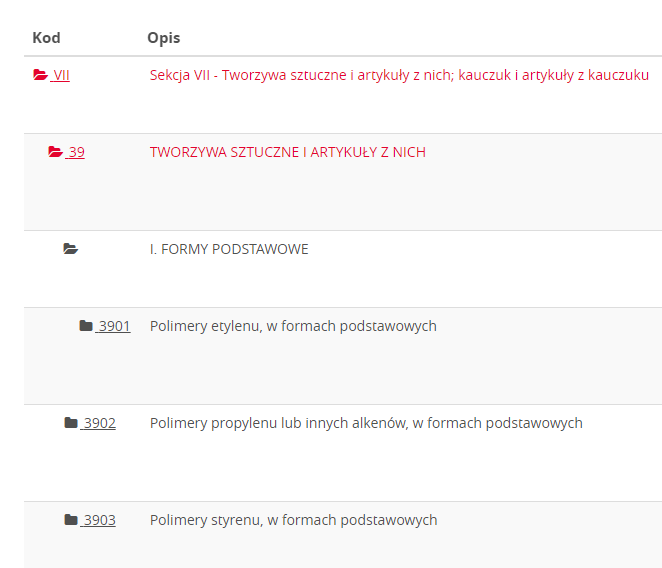 Kod Opis
VII Sekcja VII - Tworzywa sztuczne i artykuły z nich; kauczuk i artykuły z kauczuku
39 TWORZYWA SZTUCZNE I ARTYKUŁY Z NICH
I. FORMY PODSTAWOWE
3901 Polimery etylenu, w formach podstawowych
3902 Polimery propylenu lub innych alkenów, w formach podstawowych
3903 Polimery styrenu, w formach podstawowych